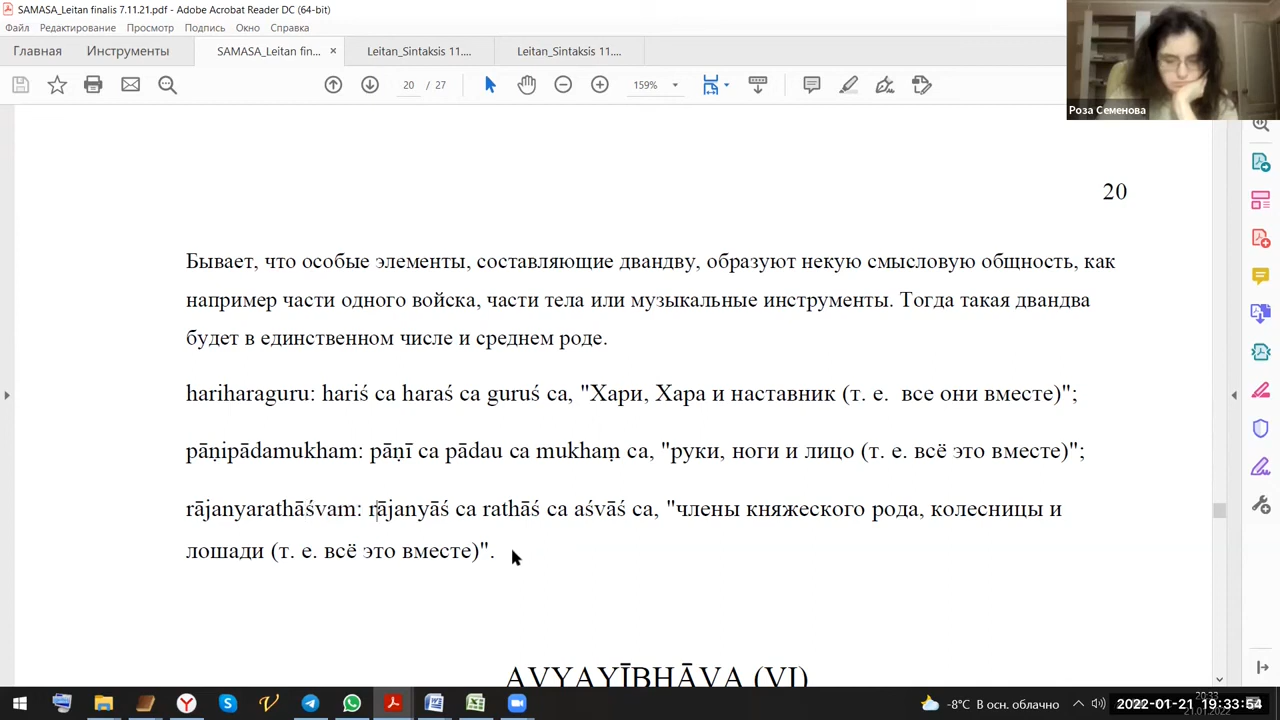 SAMASA_Leitan finalis 7.11.21.pdf - Adobe Acrobat Reader DC (64-bit)
Файл Редактирование Просмотр Подпись Окно Справка
Главная Инструменты SAMASA_Leitan fin... × Leitan_Sintaksis 11.... Leitan_Sintaksis 11....
20 / 27 159%
Роза Семенова
20
Бывает, что особые элементы, составляющие двандву, образуют некую смысловую общность, как
например части одного войска, части тела или музыкальные инструменты. Тогда такая двандва
будет в единственном числе и среднем роде.
hariharaguru: hariś ca haraś ca guruś ca, "Хари, Хара и наставник (т. е. все они вместе)";
pāṇipādamukham: pāṇī ca pādau ca mukhaṃ ca, "руки, ноги и лицо (т. е. всё это вместе)";
rājanyarathāśvam: rājanyāś ca rathāś ca aśvāś ca, "члены княжеского рода, колесницы и
лошади (т. е. всё это вместе)".
AVYAYĪBHĀVA (VI)
-8°C В осн. облачно
20:33
2022-01-21 19:33:54
21.01.2022